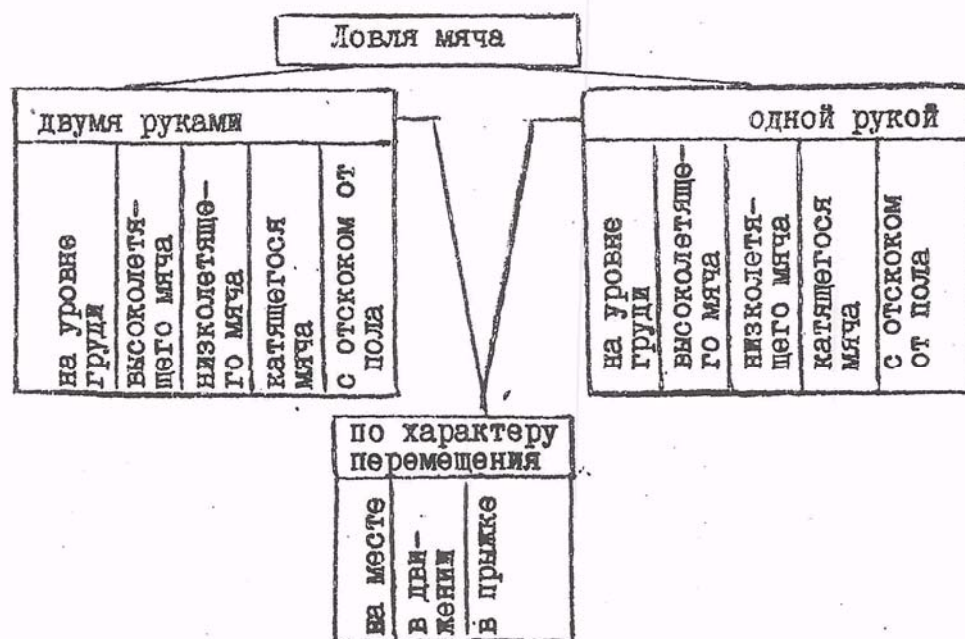 Ловля мяча
двумя руками
на уровне
груди
высоколетя-
щего мяча
низколетяще-
го мяча
катящегося
мяча
с отскоком от
пола
одной рукой
на уровне
груди
высоколетяще-
го мяча
низколетя-
щего мяча
катящегося
мяча
с отскоком
от пола
по характеру
перемещения
на месте
в дви-
жении
в прыжке